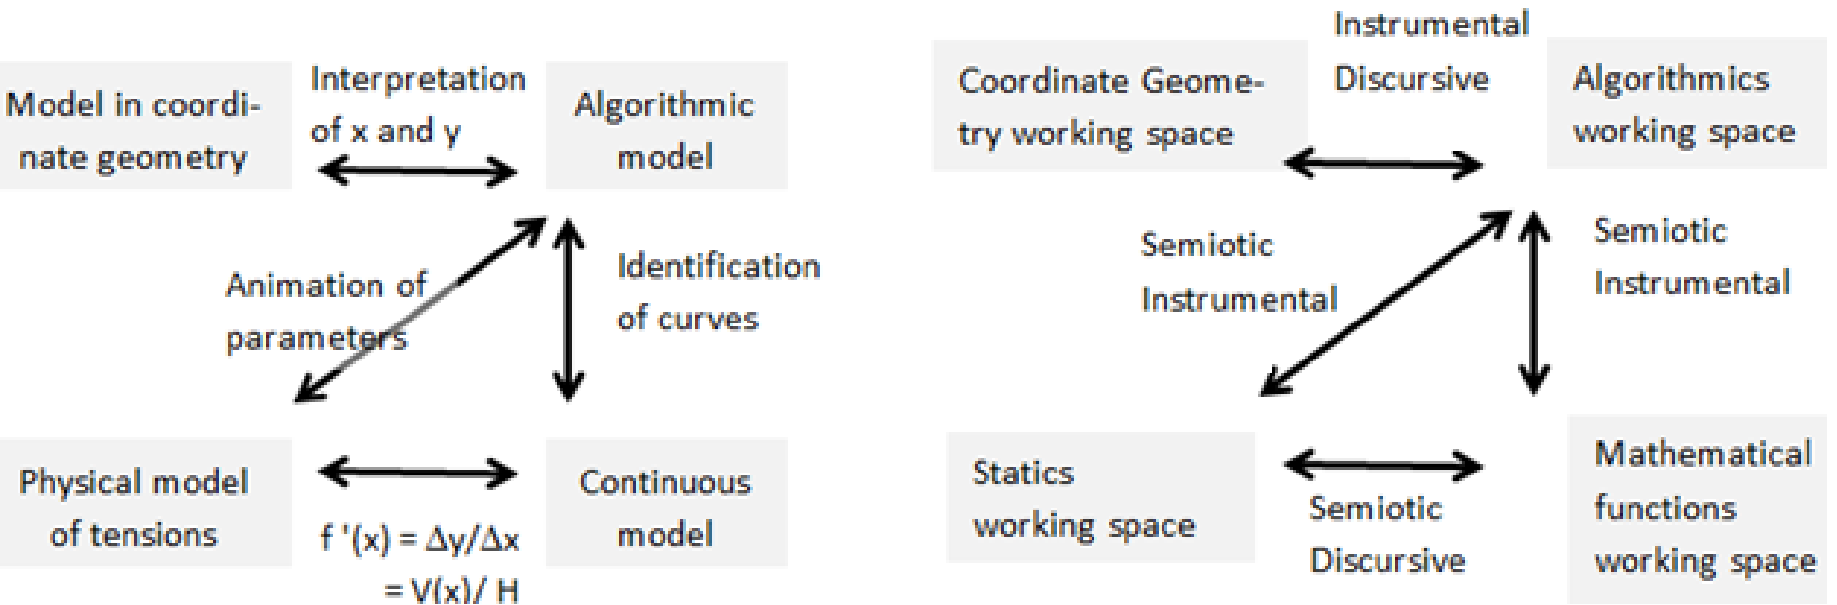 Model in coordi-
nate geometry
Interpretation
of x and y
Algorithmic
model
Animation of
parameters
Identification
of curves
Physical model
of tensions
f '(x) = Δy/Δx
= V(x)/ H
Continuous
model
Coordinate Geome-
try working space
Instrumental
Discursive
Algorithmics
working space
Semiotic
Instrumental
Semiotic
Instrumental
Statics
working space
Semiotic
Discursive
Mathematical
functions
working space